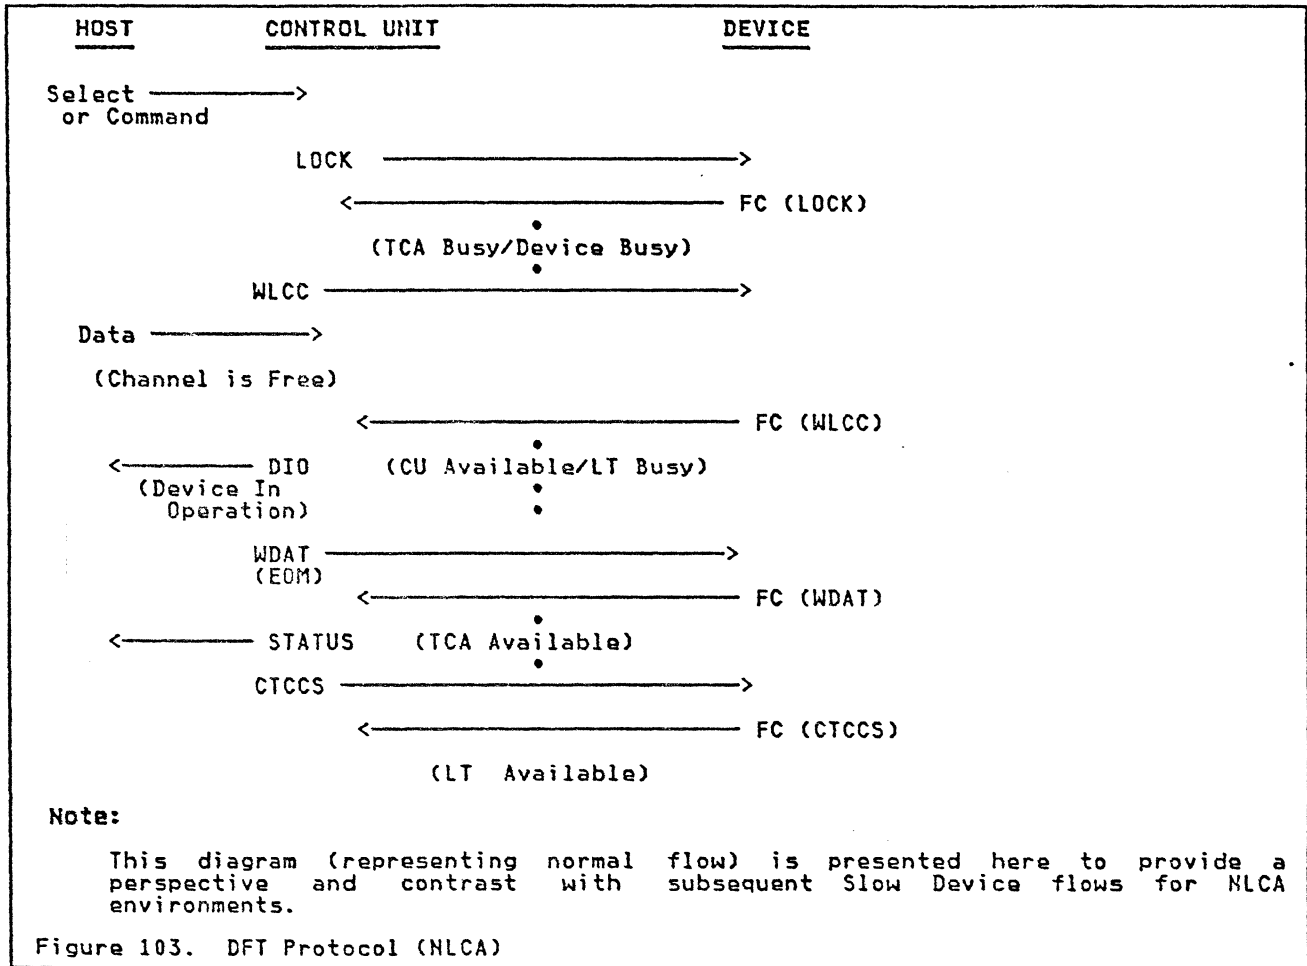 HOST CONTROL UNIT DEVICE
Select
or Command
LOCK
FC (LOCK)
(TCA Busy/Device Busy)
WLCC
Data
(Channel is Free)
FC (WLCC)
DIO (CU Available/LT Busy)
(Device In
Operation)
WDAT
(EOM)
FC (WDAT)
STATUS (TCA Available)
CTCCS
FC (CTCCS)
(LT Available)
Note:
This diagram (representing normal flow) is presented here to provide a
perspective and contrast with subsequent Slow Device flows for NLCA
environments.
Figure 103. DFT Protocol (NLCA)